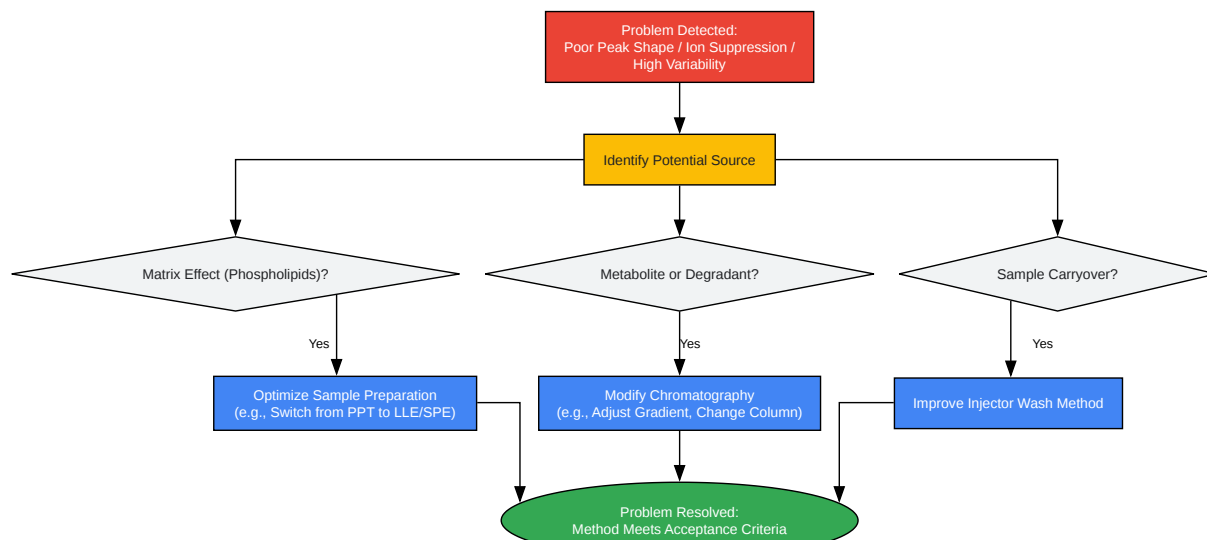 Problem Detected:
Poor Peak Shape / Ion Suppression /
High Variability
Identify Potential Source
Matrix Effect (Phospholipids)?
Metabolite or Degradant?
Sample Carryover?
Yes
Yes
Yes
Optimize Sample Preparation
(e.g., Switch from PPT to LLE/SPE)
Modify Chromatography
(e.g., Adjust Gradient, Change Column)
Improve Injector Wash Method
Problem Resolved:
Method Meets Acceptance Criteria